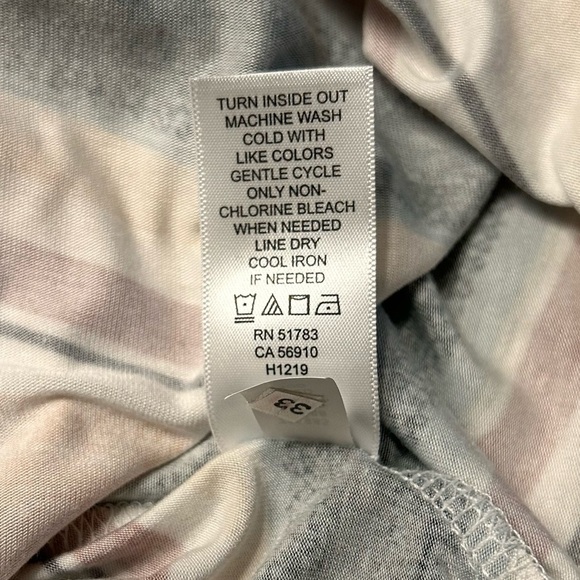 TURN INSIDE OUT
MACHINE WASH
COLD WITH
LIKE COLORS
GENTLE CYCLE
ONLY NON-
CHLORINE BLEACH
WHEN NEEDED
LINE DRY
COOL IRON
IF NEEDED
RN 51783
CA 56910
H1219
33